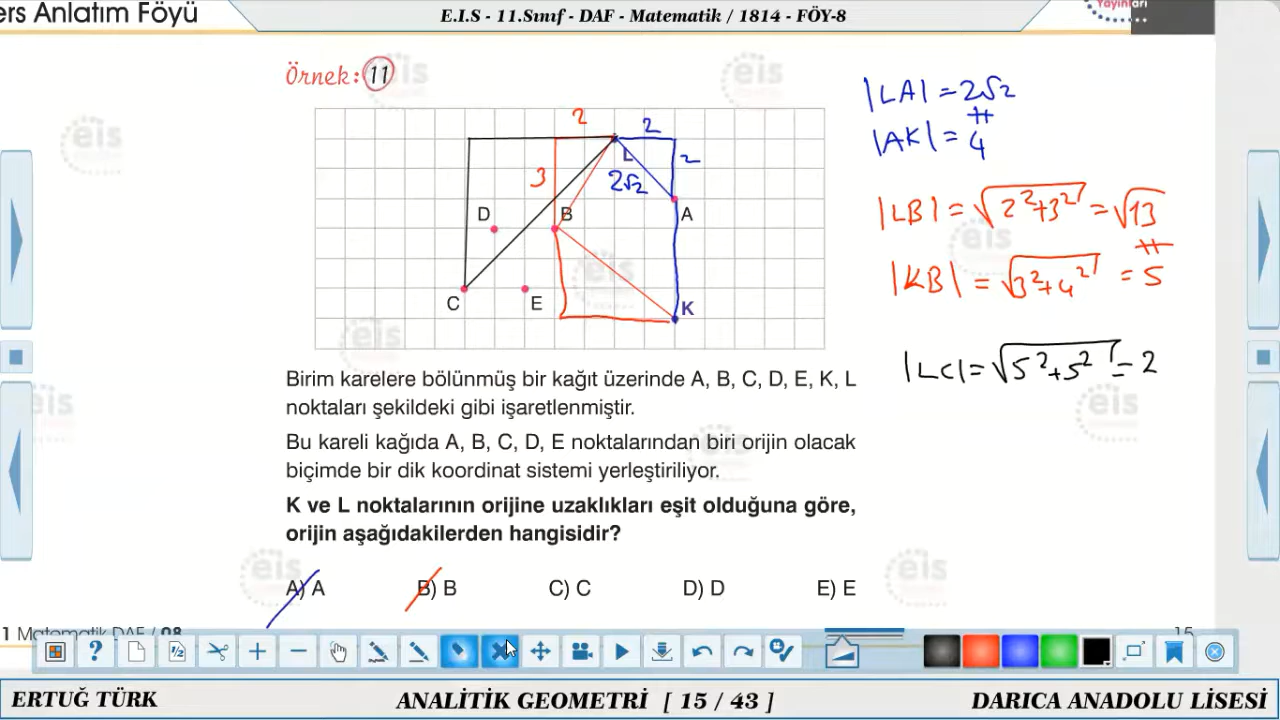 ers Anlatım Föyü
E.I.S - 11.Sınıf - DAF - Matematik / 1814 - FÖY-8
Yayınları
Örnek: 11
2
2
L
2
3
2√2
D
B
A
C
E
K
|LA| = 2√2
|AK| = 4
|LB| = √2²+3² = √13
|KB| = √3²+4² = 5
|LC| = √5²+5² = 2
Birim karelere bölünmüş bir kağıt üzerinde A, B, C, D, E, K, L
noktaları şekildeki gibi işaretlenmiştir.
Bu kareli kağıda A, B, C, D, E noktalarından biri orijin olacak
biçimde bir dik koordinat sistemi yerleştiriliyor.
K ve L noktalarının orijine uzaklıkları eşit olduğuna göre,
orijin aşağıdakilerden hangisidir?
A) A B) B C) C D) D E) E
1 Matematik DAF / 08
15
ERTUĞ TÜRK ANALİTİK GEOMETRİ [ 15 / 43 ] DARICA ANADOLU LİSESİ